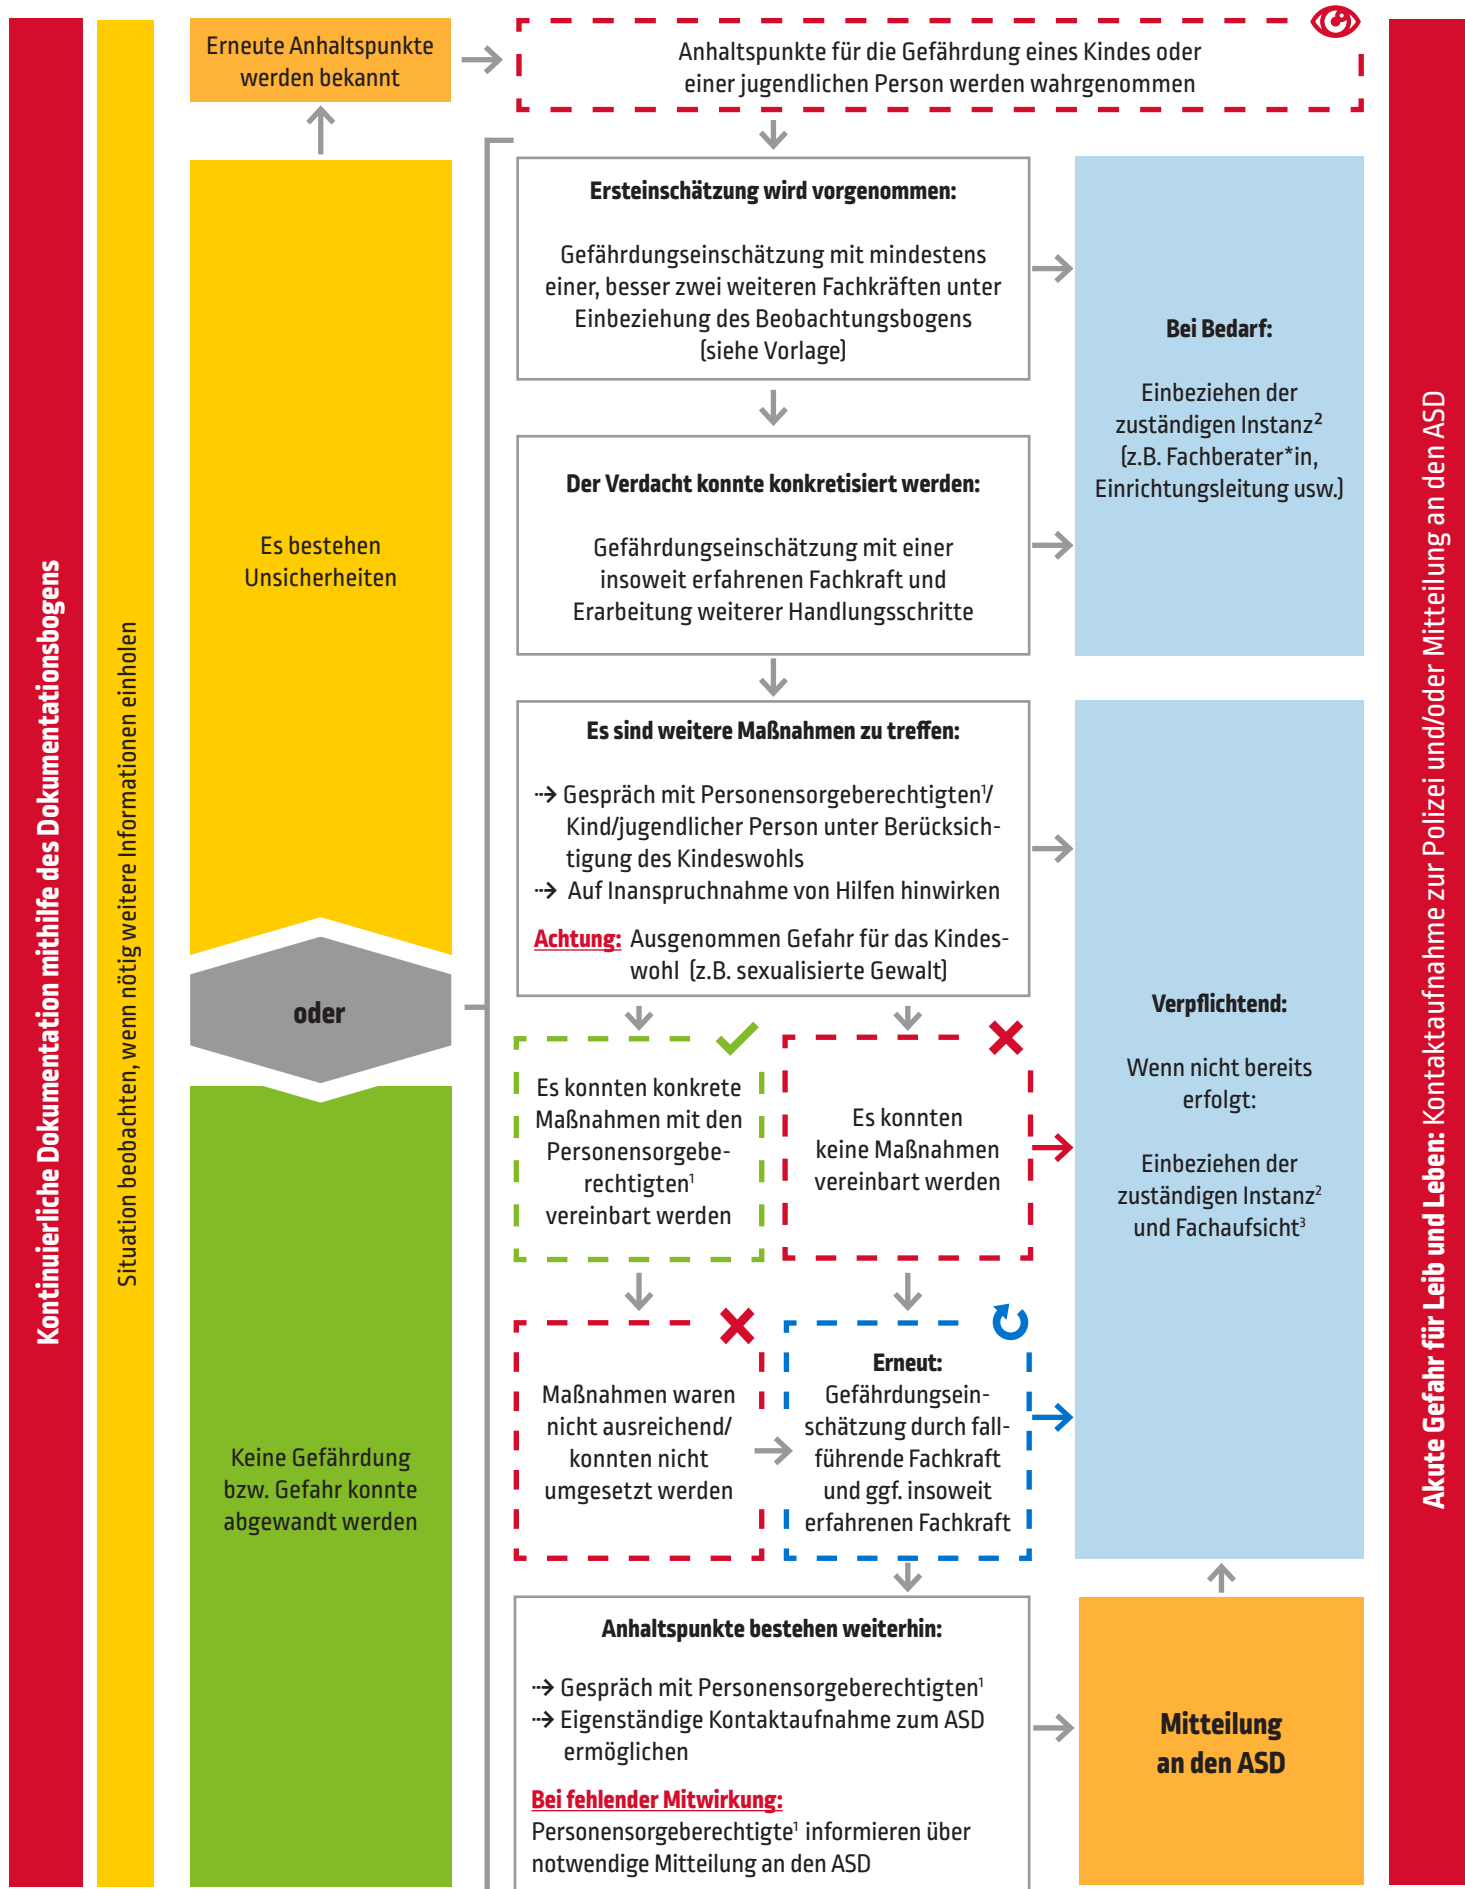 Kontinuierliche Dokumentation mithilfe des Dokumentationsbogens
Situation beobachten, wenn nötig weitere Informationen einholen
Erneute Anhaltspunkte
werden bekannt
Es bestehen
Unsicherheiten
oder
Keine Gefährdung
bzw. Gefahr konnte
abgewandt werden
Anhaltspunkte für die Gefährdung eines Kindes oder
einer jugendlichen Person werden wahrgenommen
Ersteinschätzung wird vorgenommen:
Gefährdungseinschätzung mit mindestens
einer, besser zwei weiteren Fachkräften unter
Einbeziehung des Beobachtungsbogens
(siehe Vorlage)
Der Verdacht konnte konkretisiert werden:
Gefährdungseinschätzung mit einer
insoweit erfahrenen Fachkraft und
Erarbeitung weiterer Handlungsschritte
Bei Bedarf:
Einbeziehen der
zuständigen Instanz²
(z.B. Fachberater*in,
Einrichtungsleitung usw.)
Es sind weitere Maßnahmen zu treffen:
⇢ Gespräch mit Personensorgeberechtigten¹/
Kind/jugendlicher Person unter Berücksich-
tigung des Kindeswohls
⇢ Auf Inanspruchnahme von Hilfen hinwirken
Achtung: Ausgenommen Gefahr für das Kindes-
wohl (z.B. sexualisierte Gewalt)
Es konnten konkrete
Maßnahmen mit den
Personensorgebe-
rechtigten¹
vereinbart werden
Es konnten
keine Maßnahmen
vereinbart werden
Maßnahmen waren
nicht ausreichend/
konnten nicht
umgesetzt werden
Erneut:
Gefährdungsein-
schätzung durch fall-
führende Fachkraft
und ggf. insoweit
erfahrenen Fachkraft
Verpflichtend:
Wenn nicht bereits
erfolgt:
Einbeziehen der
zuständigen Instanz²
und Fachaufsicht³
Anhaltspunkte bestehen weiterhin:
⇢ Gespräch mit Personensorgeberechtigten¹
⇢ Eigenständige Kontaktaufnahme zum ASD
ermöglichen
Bei fehlender Mitwirkung:
Personensorgeberechtigte¹ informieren über
notwendige Mitteilung an den ASD
Mitteilung
an den ASD
Akute Gefahr für Leib und Leben: Kontaktaufnahme zur Polizei und/oder Mitteilung an den ASD